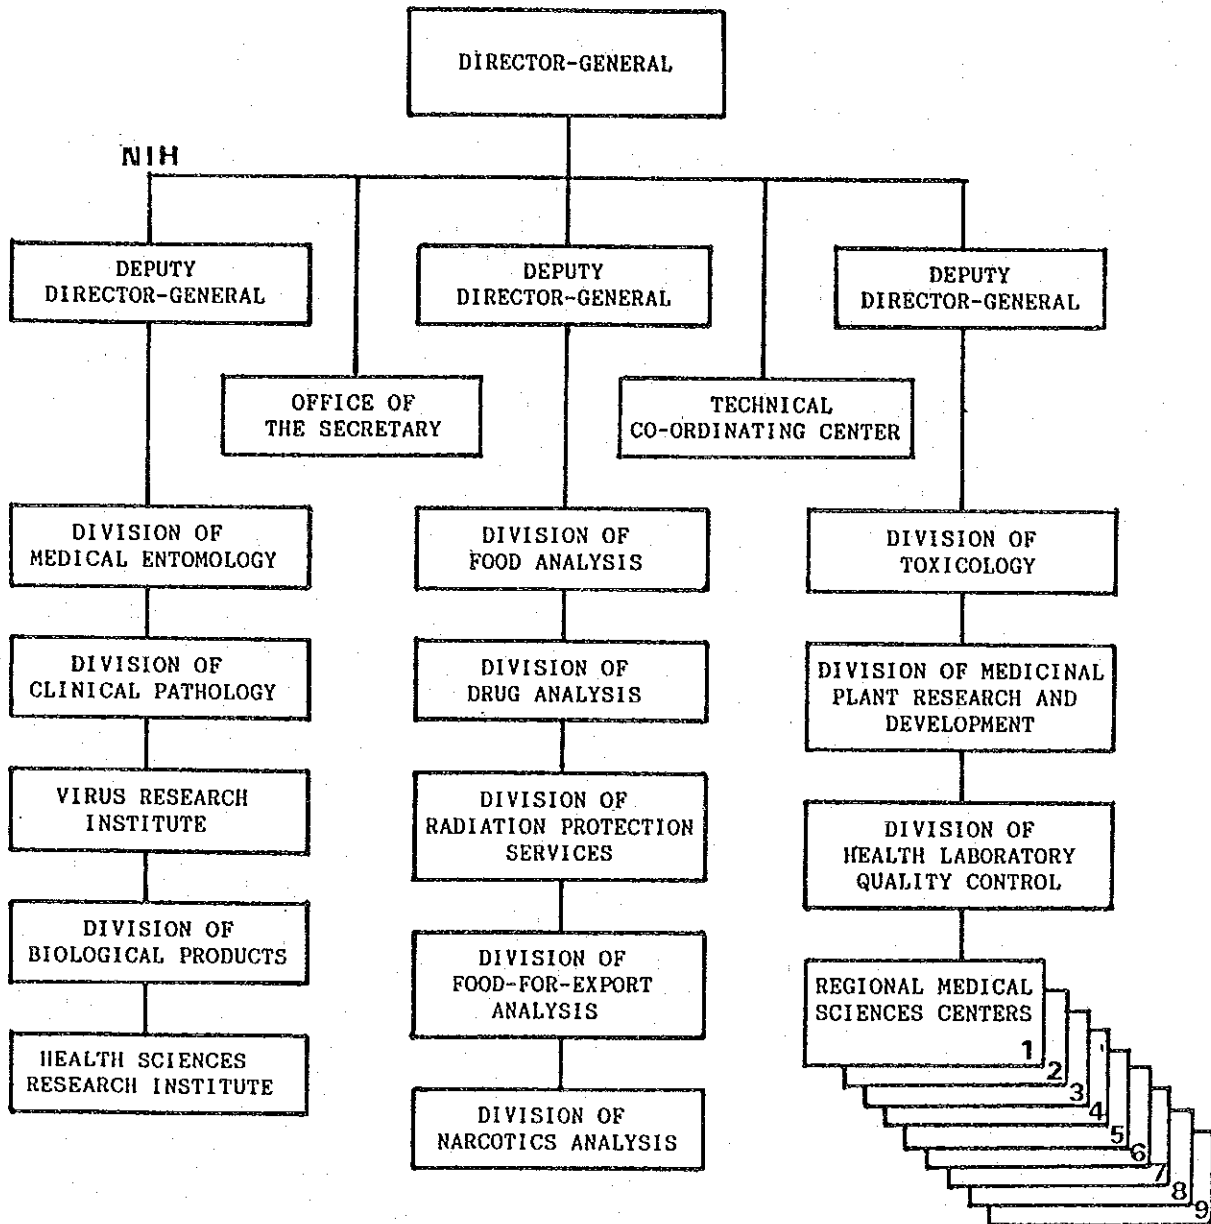 DIRECTOR-GENERAL
NIH
DEPUTY
DIRECTOR-GENERAL
DEPUTY
DIRECTOR-GENERAL
DEPUTY
DIRECTOR-GENERAL
OFFICE OF
THE SECRETARY
TECHNICAL
CO-ORDINATING CENTER
DIVISION OF
MEDICAL ENTOMOLOGY
DIVISION OF
CLINICAL PATHOLOGY
VIRUS RESEARCH
INSTITUTE
DIVISION OF
BIOLOGICAL PRODUCTS
HEALTH SCIENCES
RESEARCH INSTITUTE
DIVISION OF
FOOD ANALYSIS
DIVISION OF
DRUG ANALYSIS
DIVISION OF
RADIATION PROTECTION
SERVICES
DIVISION OF
FOOD-FOR-EXPORT
ANALYSIS
DIVISION OF
NARCOTICS ANALYSIS
DIVISION OF
TOXICOLOGY
DIVISION OF MEDICINAL
PLANT RESEARCH AND
DEVELOPMENT
DIVISION OF
HEALTH LABORATORY
QUALITY CONTROL
REGIONAL MEDICAL
SCIENCES CENTERS
1
2
3
4
5
6
7
8
9